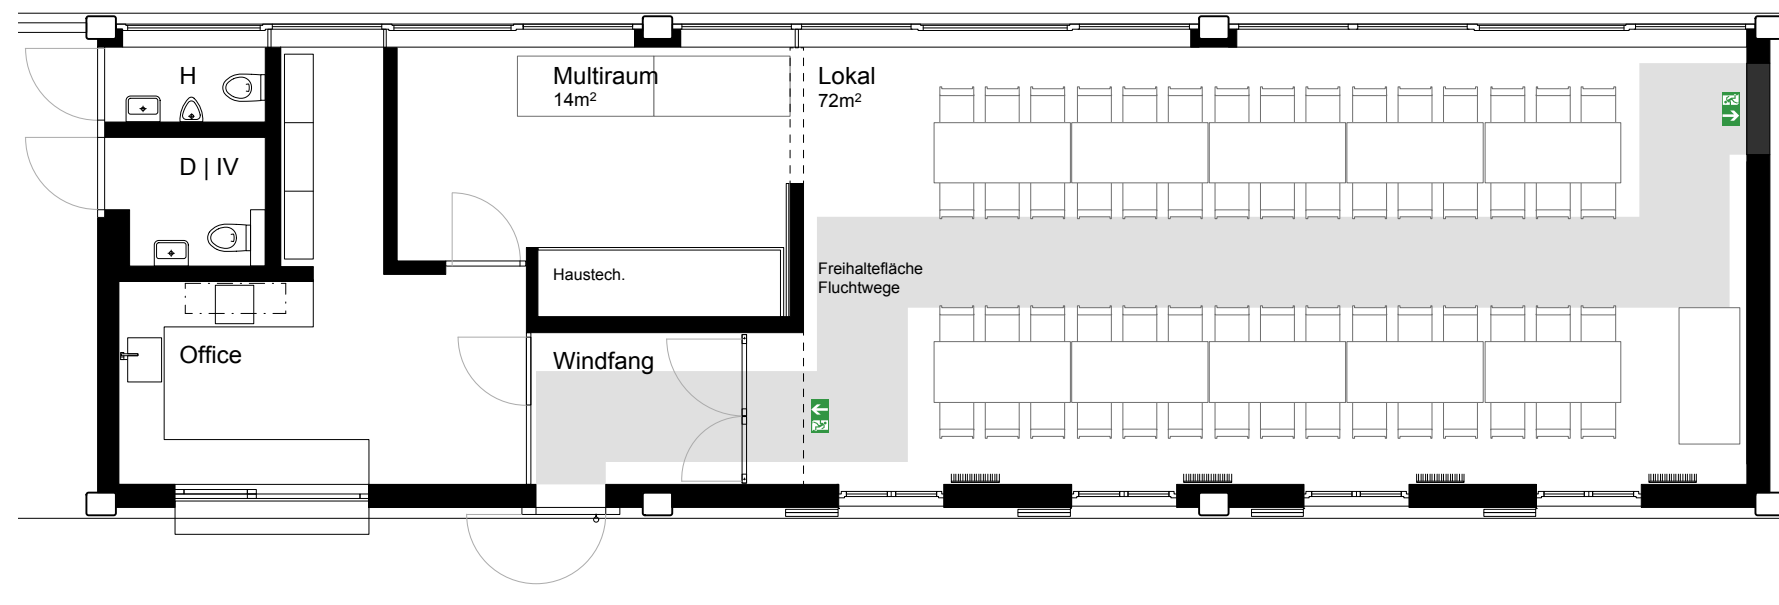 H
Multiraum
14m²
Lokal
72m²
D | IV
Haustech.
Freihaltefläche
Fluchtwege
Office
Windfang